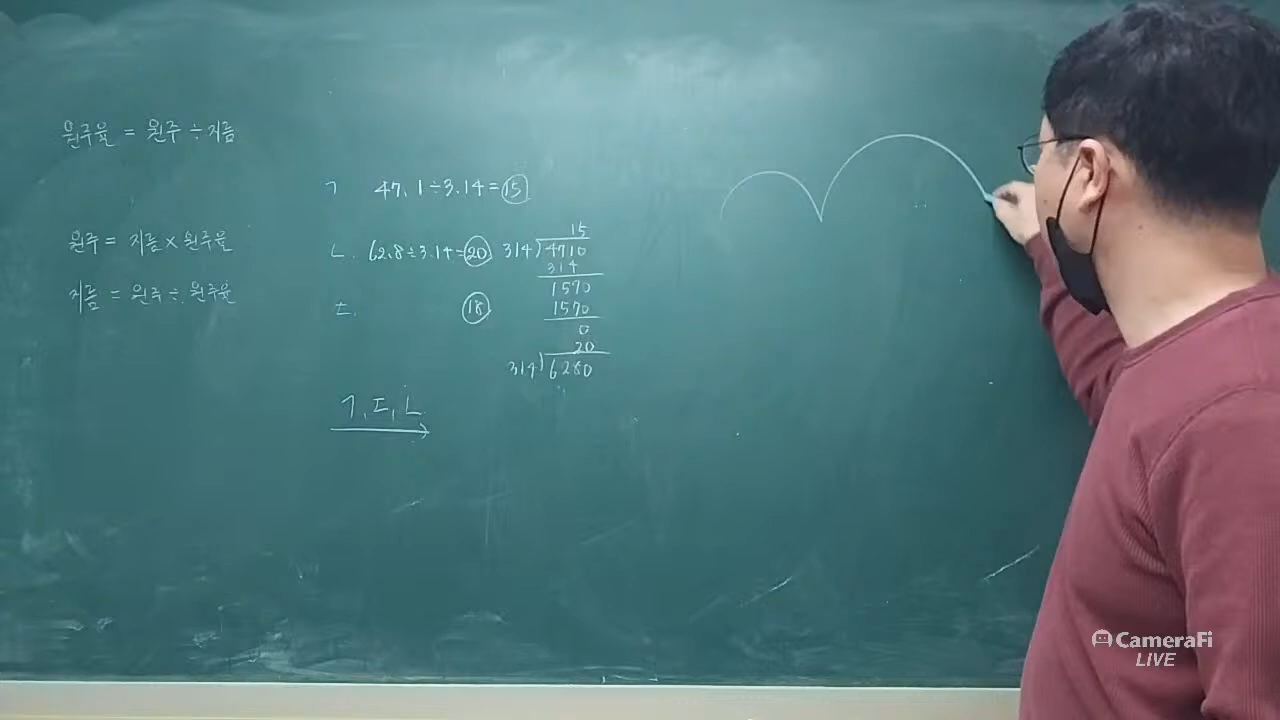 원주율 = 원주 ÷ 지름
원주 = 지름 × 원주율
지름 = 원주 ÷ 원주율
ㄱ 47.1÷3.14=15
ㄴ. 62.8÷3.14=20
ㄷ. 18
ㄱ, ㄷ, ㄴ
15
314)4710
314
1570
1570
0
20
314)6280
CameraFi
LIVE